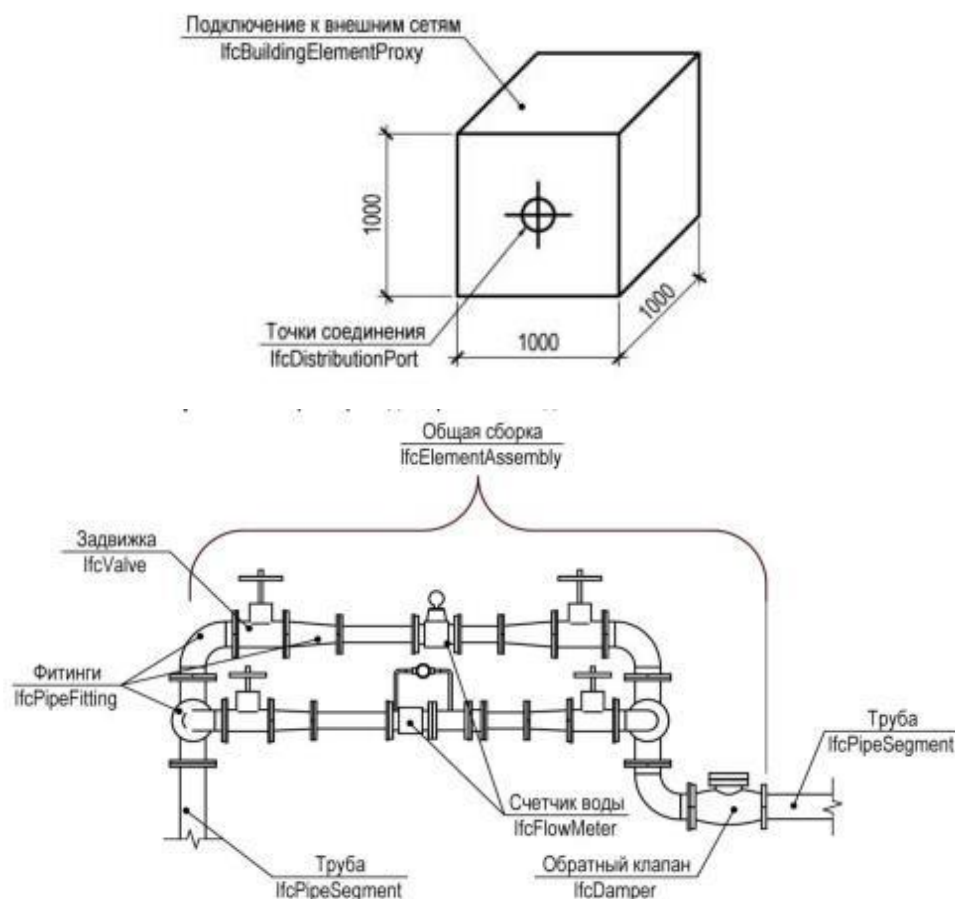 Подключение к внешним сетям
IfcBuildingElementProxy
1000
1000
1000
Точки соединения
IfcDistributionPort
Общая сборка
IfcElementAssembly
Задвижка
IfcValve
Фитинги
IfcPipeFitting
Труба
IfcPipeSegment
Счетчик воды
IfcFlowMeter
Труба
IfcPipeSegment
Обратный клапан
IfcDamper